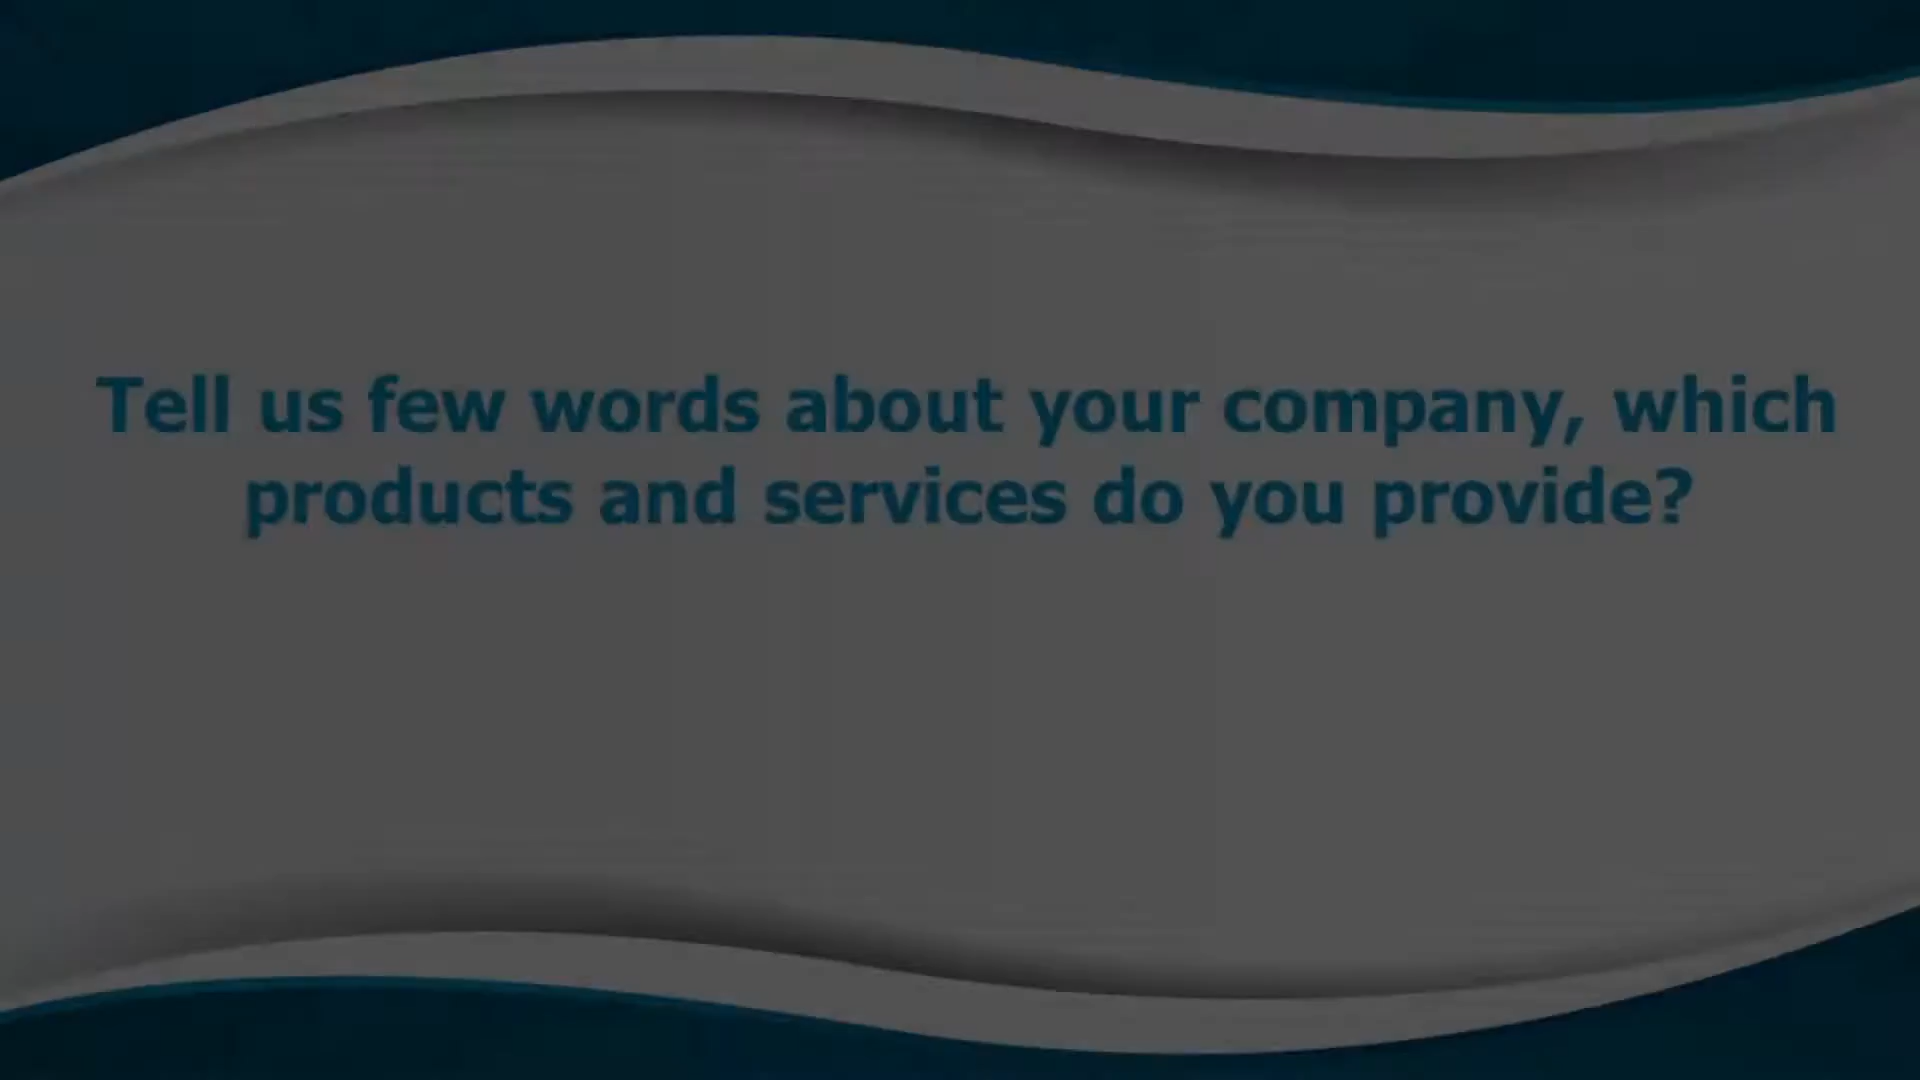 Tell us few words about your company, which
products and services do you provide?